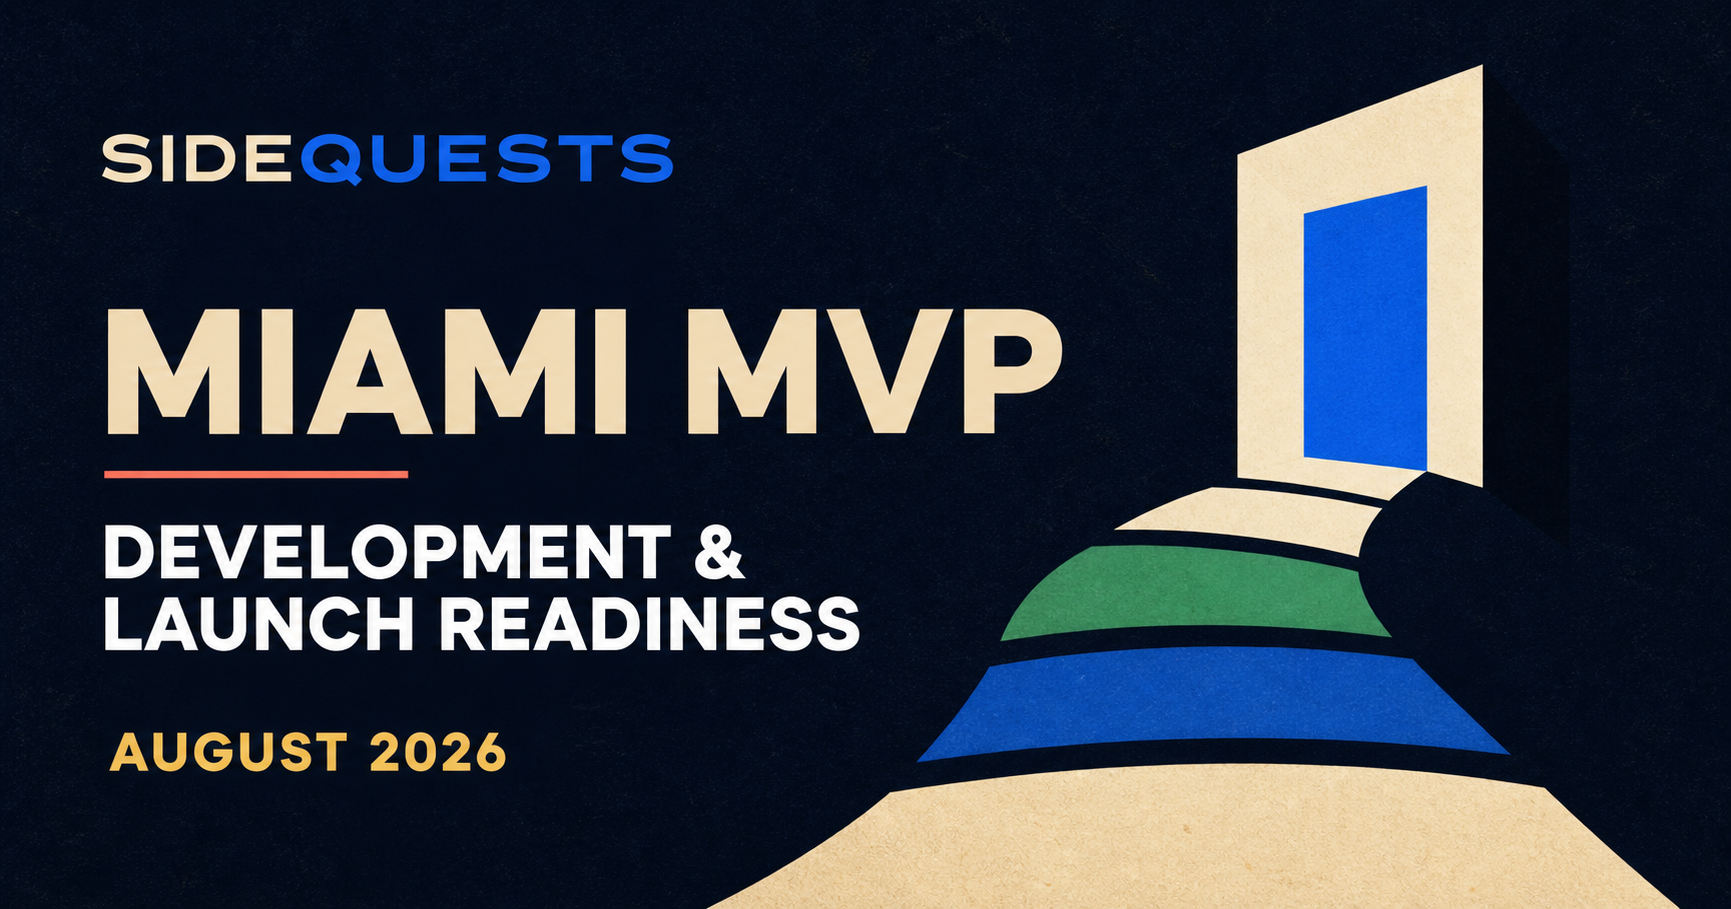 SIDEQUESTS
MIAMI MVP
DEVELOPMENT &
LAUNCH READINESS
AUGUST 2026